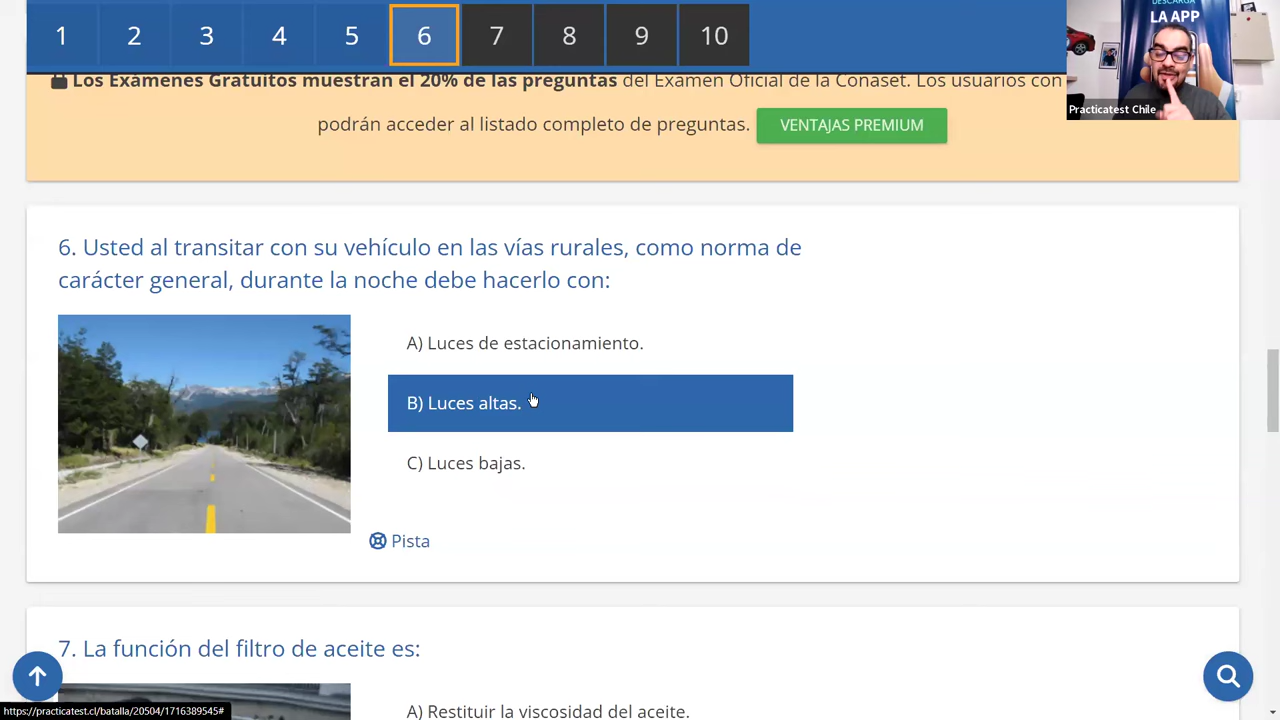 1 2 3 4 5 6 7 8 9 10
DESCARGA
LA APP
Practicatest Chile
Los Exámenes Gratuitos muestran el 20% de las preguntas del Examen Oficial de la Conaset. Los usuarios con
podrán acceder al listado completo de preguntas. VENTAJAS PREMIUM
6. Usted al transitar con su vehículo en las vías rurales, como norma de
carácter general, durante la noche debe hacerlo con:
A) Luces de estacionamiento.
B) Luces altas.
C) Luces bajas.
Pista
7. La función del filtro de aceite es:
A) Restituir la viscosidad del aceite.
https://practicatest.cl/batalla/20504/1716389545#